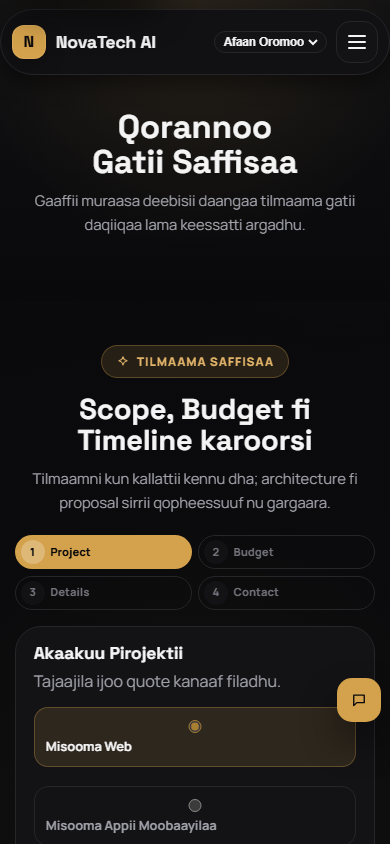 N NovaTech AI Afaan Oromoo
Qorannoo
Gatii Saffisaa
Gaaffii muraasa deebisii daangaa tilmaama gatii
daqiiqaa lama keessatti argadhu.
TILMAAMA SAFFISAA
Scope, Budget fi
Timeline karoorsi
Tilmaamni kun kallattii kennu dha; architecture fi
proposal sirrii qopheessuuf nu gargaara.
1 Project
2 Budget
3 Details
4 Contact
Akaakuu Pirojektii
Tajaajila ijoo quote kanaaf filadhu.
Misooma Web
Misooma Appii Moobaayilaa